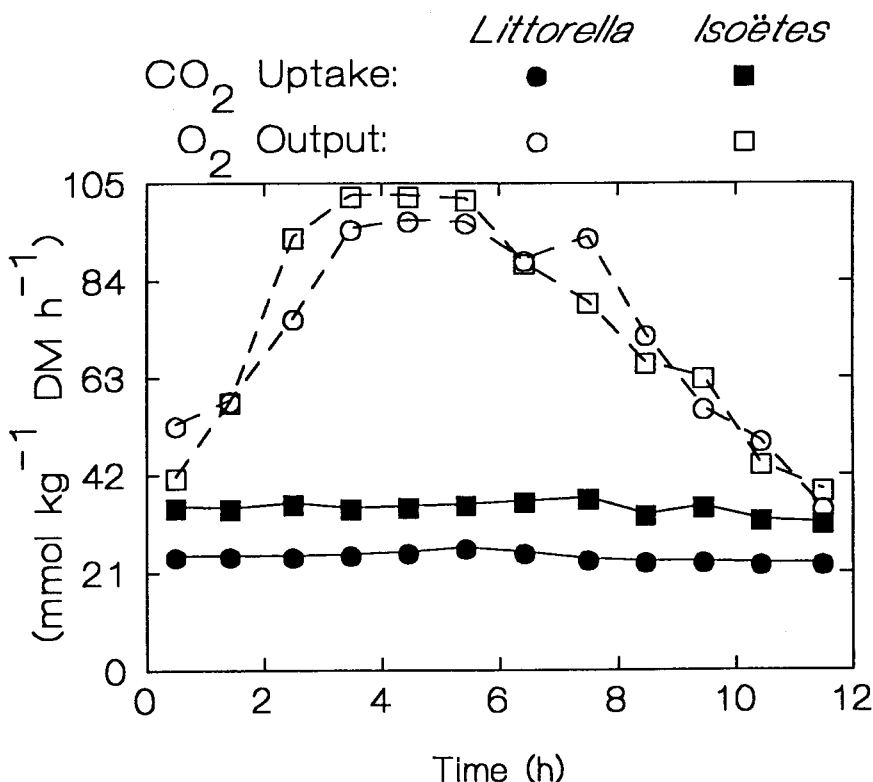 Littorella Isoëtes
CO2 Uptake:
O2 Output:
105
84
63
42
21
0
(mmol kg−1 DM h−1)
0 2 4 6 8 10 12
Time (h)